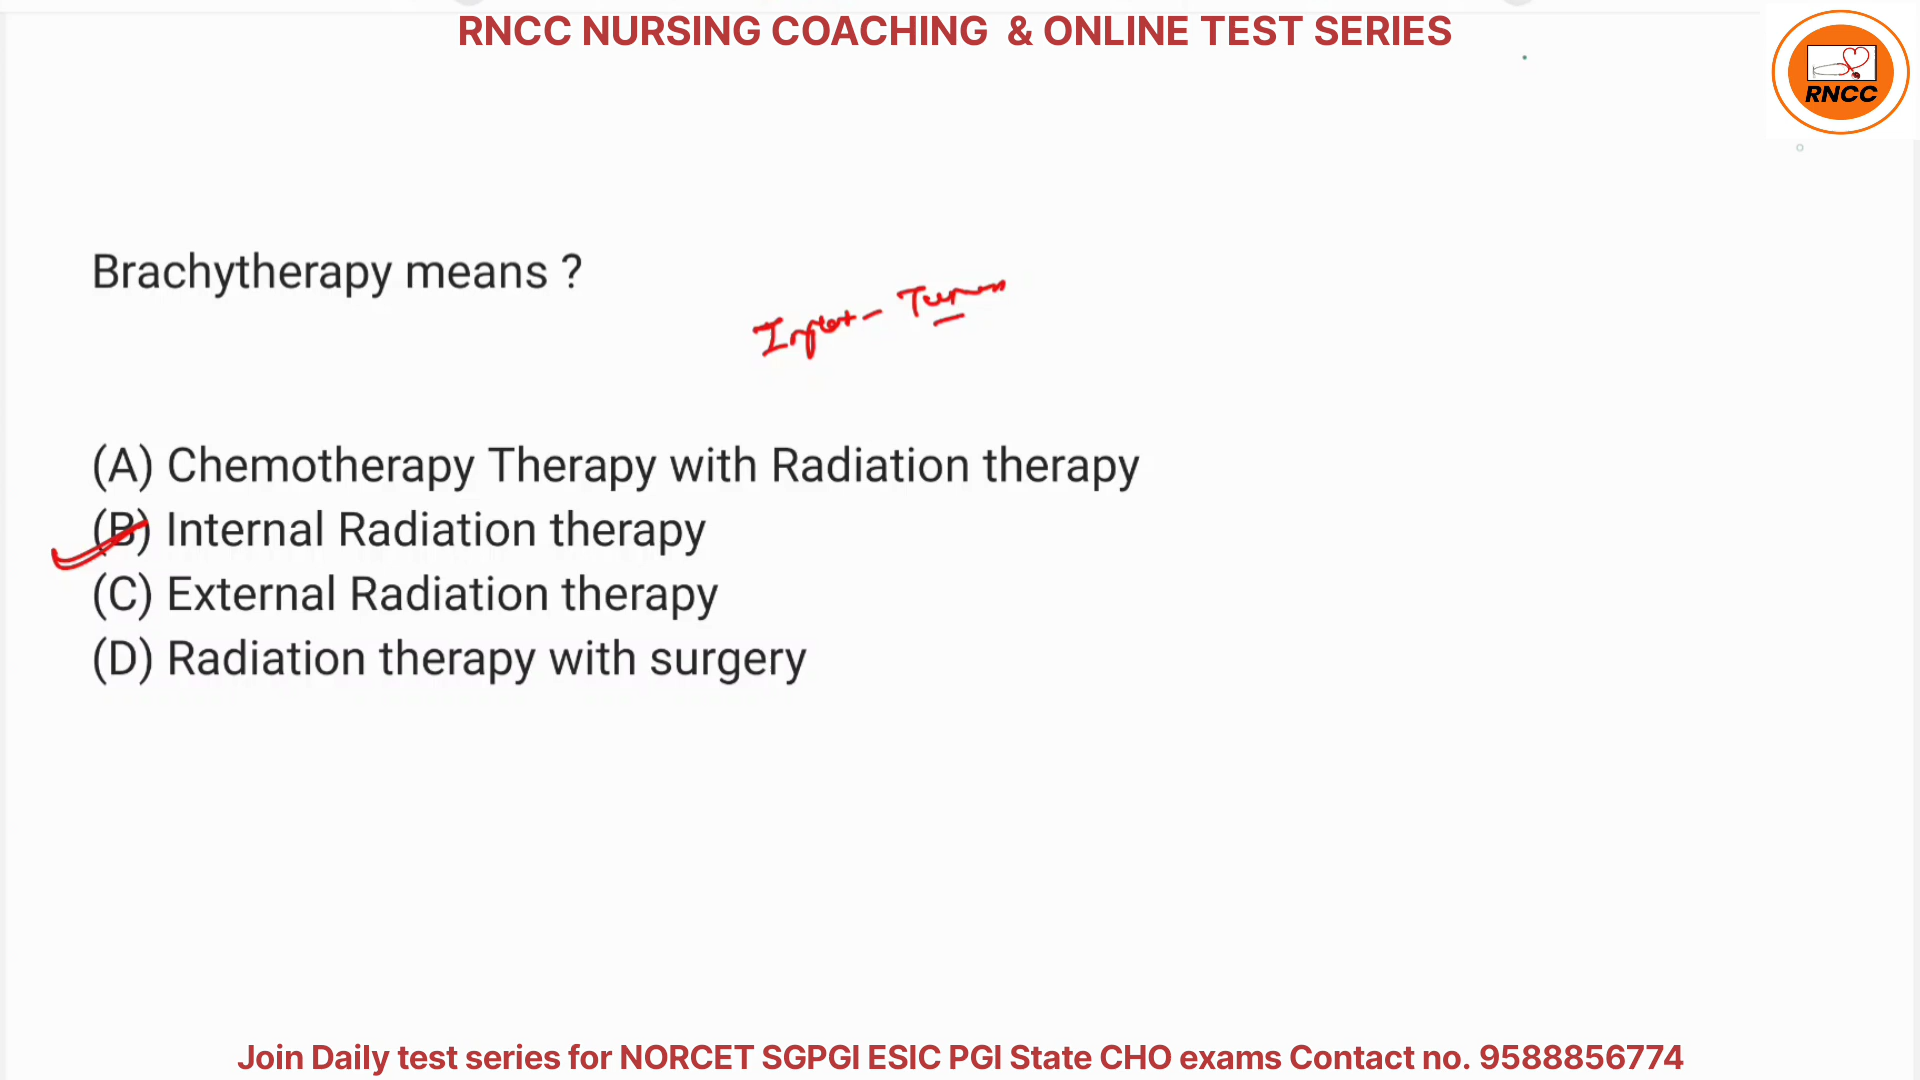 RNCC NURSING COACHING & ONLINE TEST SERIES
RNCC
Brachytherapy means ?
(A) Chemotherapy Therapy with Radiation therapy
(B) Internal Radiation therapy
(C) External Radiation therapy
(D) Radiation therapy with surgery
Join Daily test series for NORCET SGPGI ESIC PGI State CHO exams Contact no. 9588856774